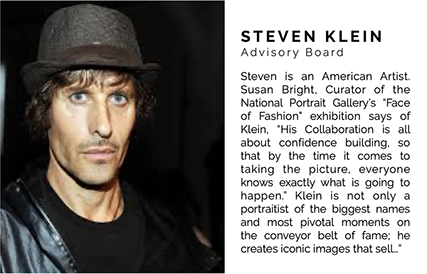 STEVEN KLEIN
Advisory Board
Steven is an American Artist.
Susan Bright, Curator of the
National Portrait Gallery's "Face
of Fashion" exhibition says of
Klein, "His Collaboration is all
about confidence building, so
that by the time it comes to
taking the picture, everyone
knows exactly what is going to
happen." Klein is not only a
portraitist of the biggest names
and most pivotal moments on
the conveyor belt of fame; he
creates iconic images that sell…"